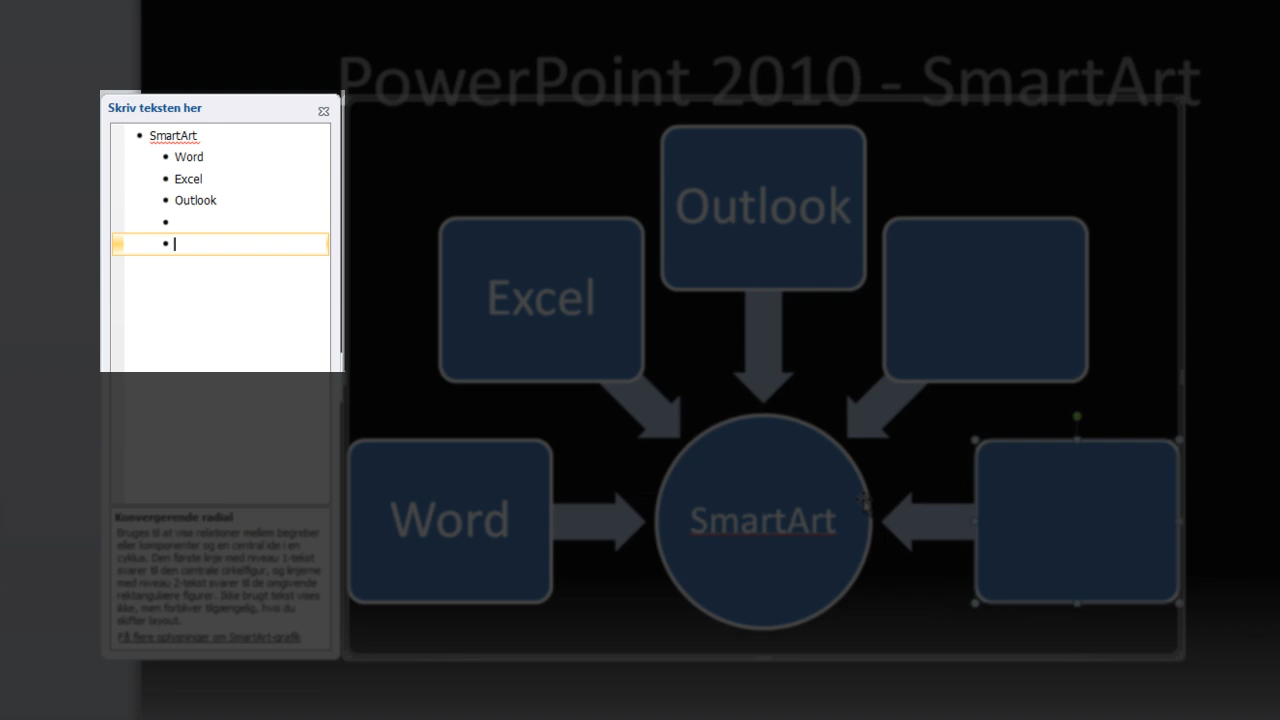 PowerPoint 2010 - SmartArt
Skriv teksten her
SmartArt
Word
Excel
Outlook
Outlook
Excel
Word
SmartArt
Konvergerende radial
Bruges til at vise relationer mellem begreber
eller komponenter og en central ide i en
cyklus. Den første linje med niveau 1-tekst
svarer til den centrale cirkelfigur, og linjerne
med niveau 2-tekst svarer til de omgivende
rektangulære figurer. Ikke brugt tekst vises
ikke, men forbliver tilgængelig, hvis du
skifter layout.
Få flere oplysninger om SmartArt-grafik